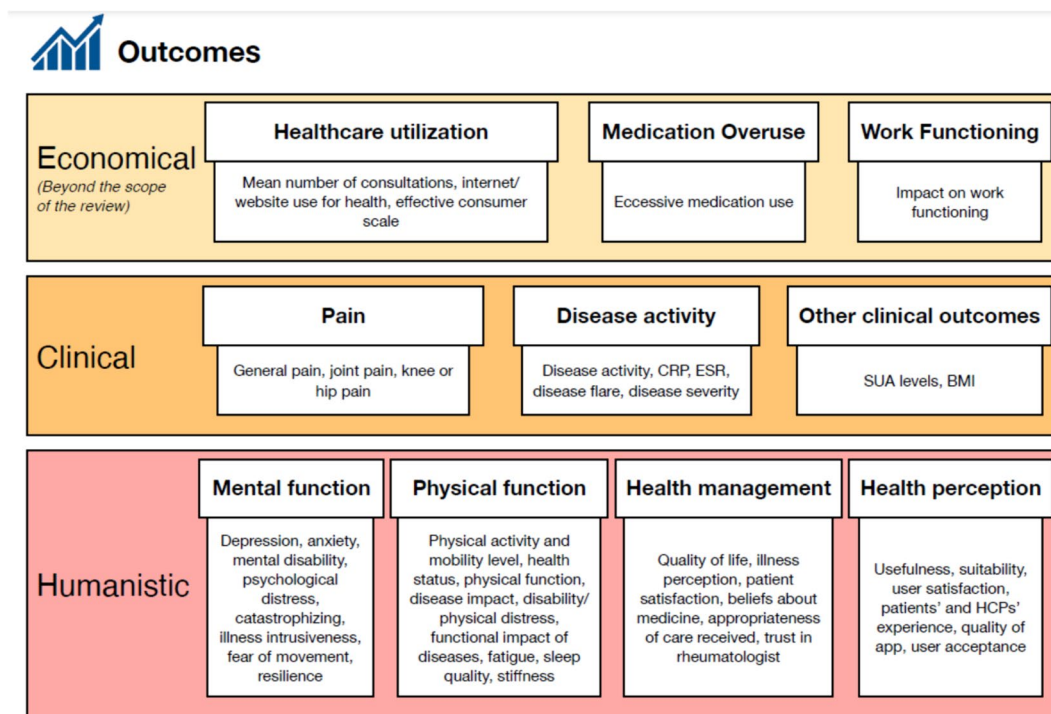 Outcomes
Economical
(Beyond the scope
of the review)
Healthcare utilization
Mean number of consultations, internet/
website use for health, effective consumer
scale
Medication Overuse
Eccessive medication use
Work Functioning
Impact on work
functioning
Clinical
Pain
General pain, joint pain, knee or
hip pain
Disease activity
Disease activity, CRP, ESR,
disease flare, disease severity
Other clinical outcomes
SUA levels, BMI
Humanistic
Mental function
Depression, anxiety,
mental disability,
psychological
distress,
catastrophizing,
illness intrusiveness,
fear of movement,
resilience
Physical function
Physical activity and
mobility level, health
status, physical function,
disease impact, disability/
physical distress,
functional impact of
diseases, fatigue, sleep
quality, stiffness
Health management
Quality of life, illness
perception, patient
satisfaction, beliefs about
medicine, appropriateness
of care received, trust in
rheumatologist
Health perception
Usefulness, suitability,
user satisfaction,
patients’ and HCPs’
experience, quality of
app, user acceptance